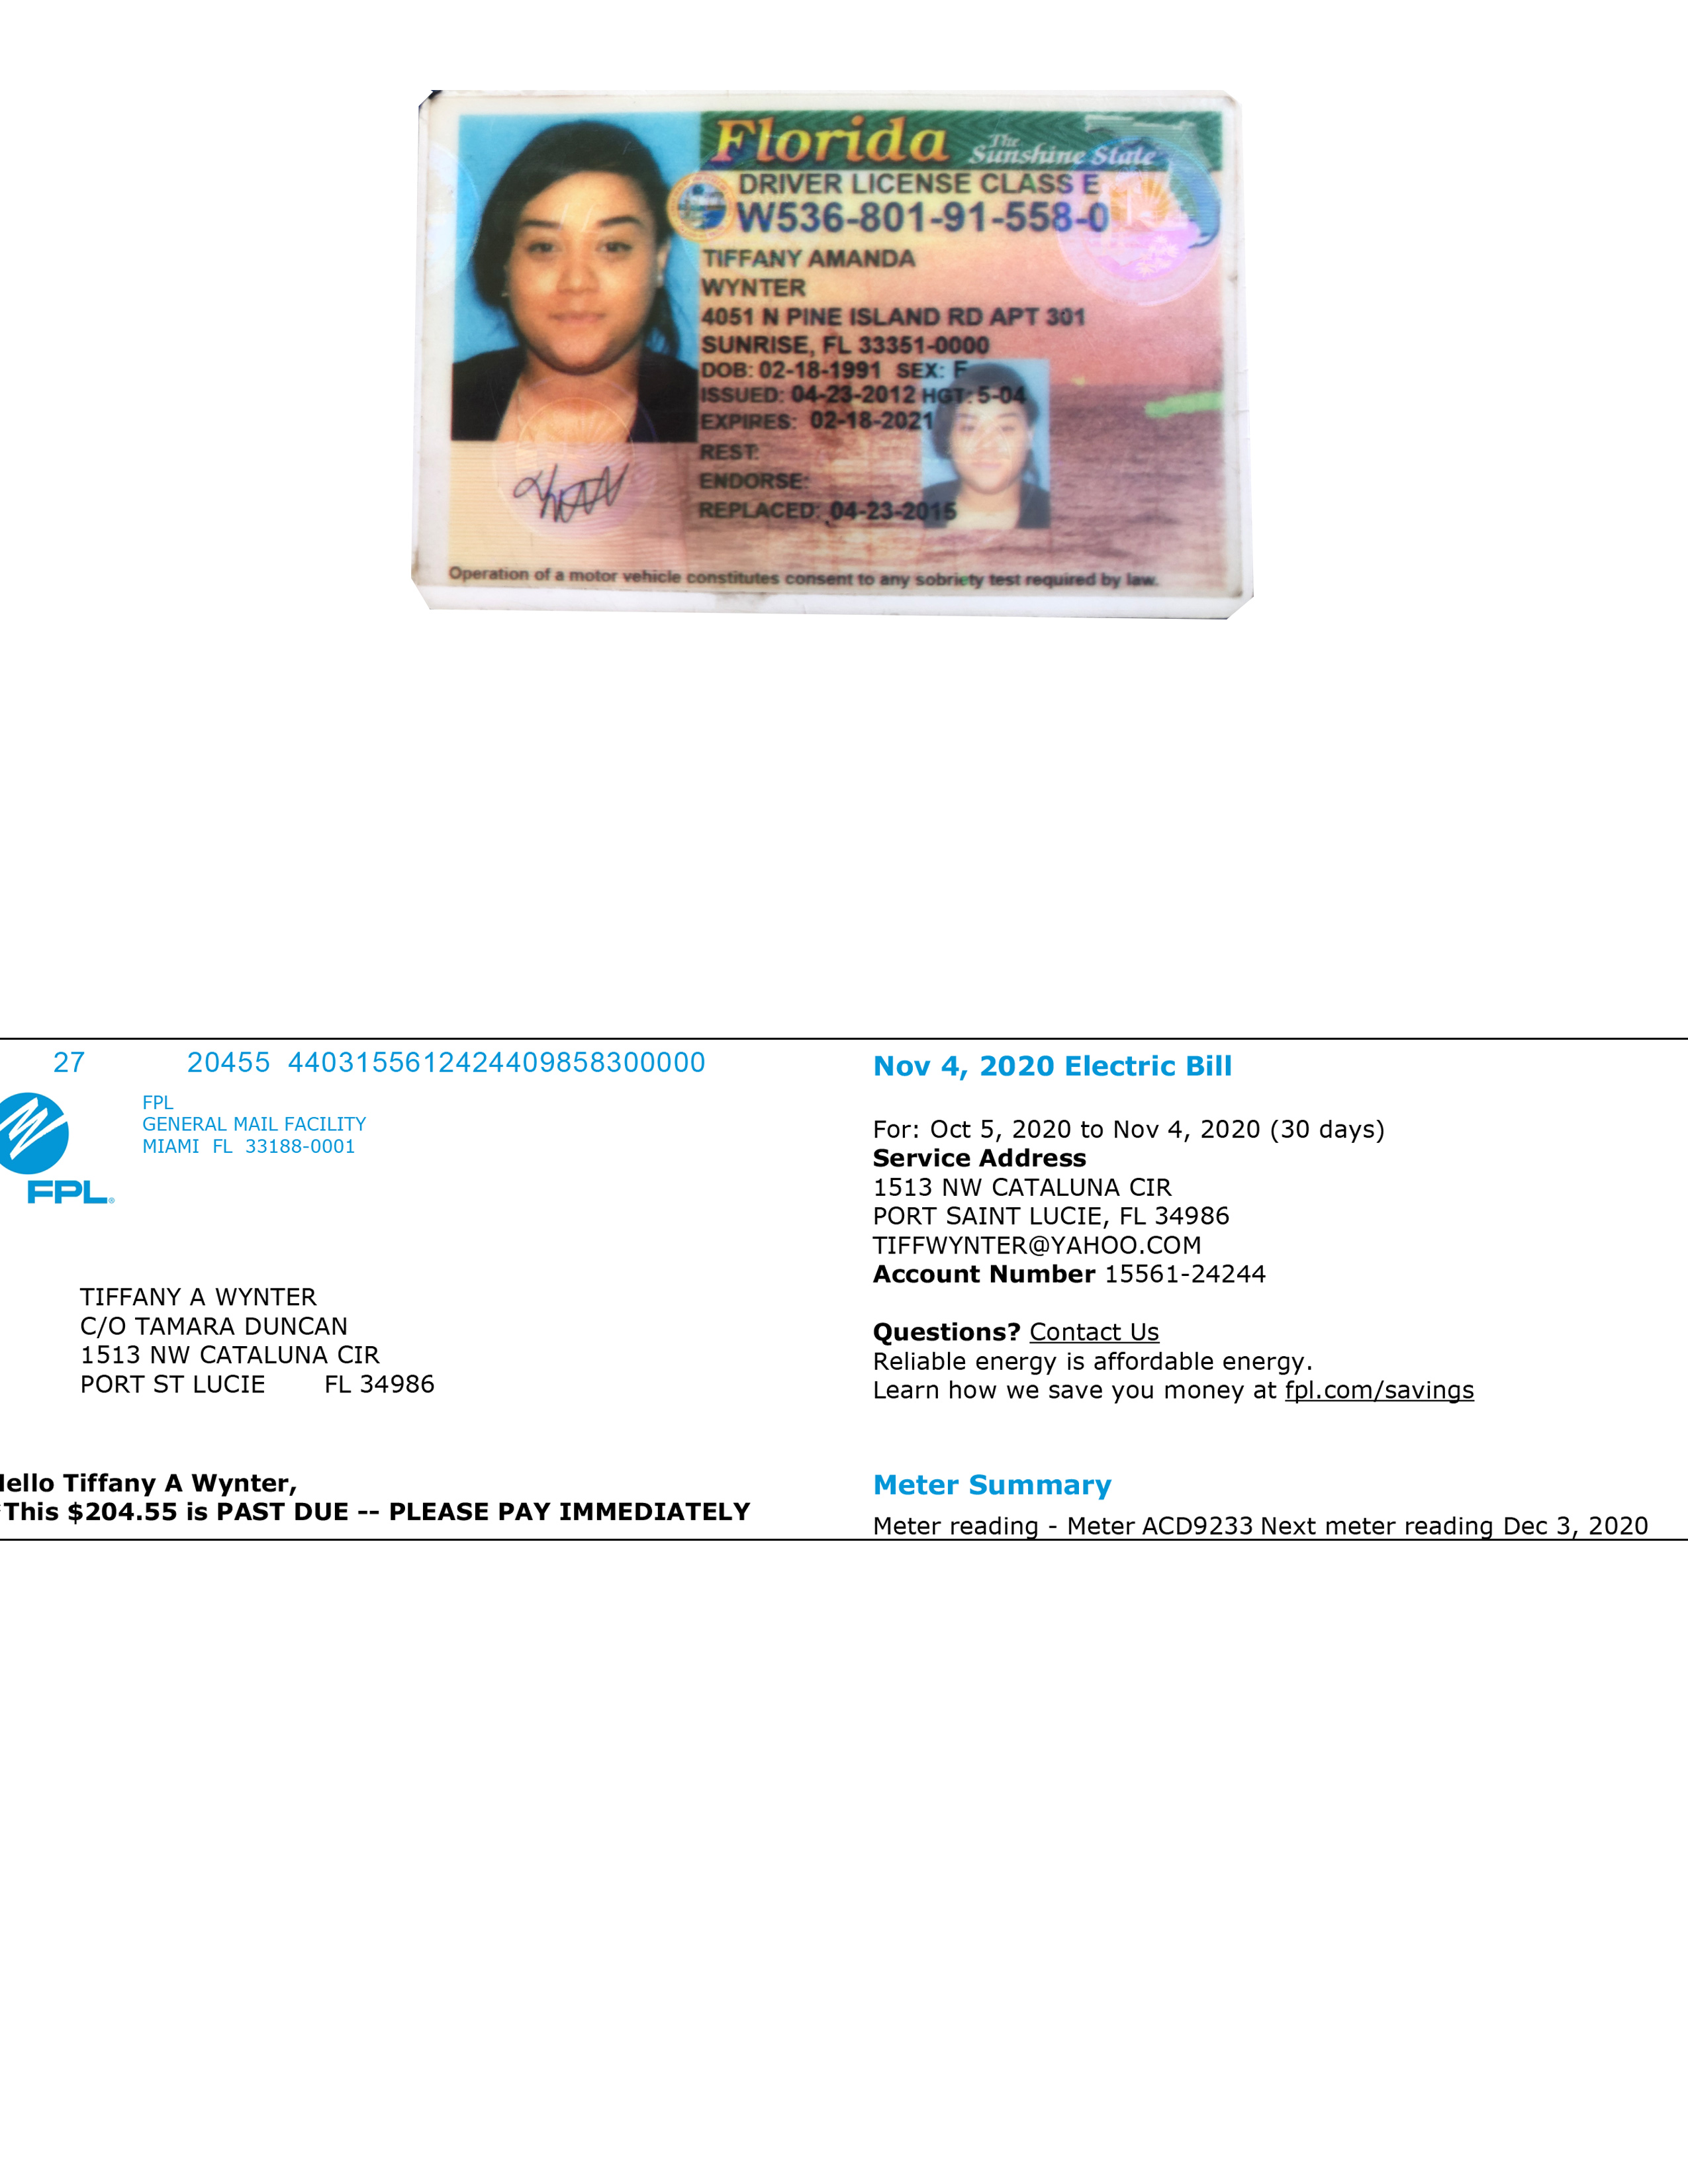 Florida The Sunshine State
DRIVER LICENSE CLASS E
W536-801-91-558-0
TIFFANY AMANDA
WYNTER
4051 N PINE ISLAND RD APT 301
SUNRISE, FL 33351-0000
DOB: 02-18-1991 SEX: F
ISSUED: 04-23-2012 HGT: 5-04
EXPIRES: 02-18-2021
REST:
ENDORSE:
REPLACED: 04-23-2015
Operation of a motor vehicle constitutes consent to any sobriety test required by law.
27 20455 4403155612424409858300000
FPL
GENERAL MAIL FACILITY
MIAMI FL 33188-0001
FPL
TIFFANY A WYNTER
C/O TAMARA DUNCAN
1513 NW CATALUNA CIR
PORT ST LUCIE FL 34986
ello Tiffany A Wynter,
This $204.55 is PAST DUE -- PLEASE PAY IMMEDIATELY
Nov 4, 2020 Electric Bill
For: Oct 5, 2020 to Nov 4, 2020 (30 days)
Service Address
1513 NW CATALUNA CIR
PORT SAINT LUCIE, FL 34986
TIFFWYNTER@YAHOO.COM
Account Number 15561-24244
Questions? Contact Us
Reliable energy is affordable energy.
Learn how we save you money at fpl.com/savings
Meter Summary
Meter reading - Meter ACD9233 Next meter reading Dec 3, 2020